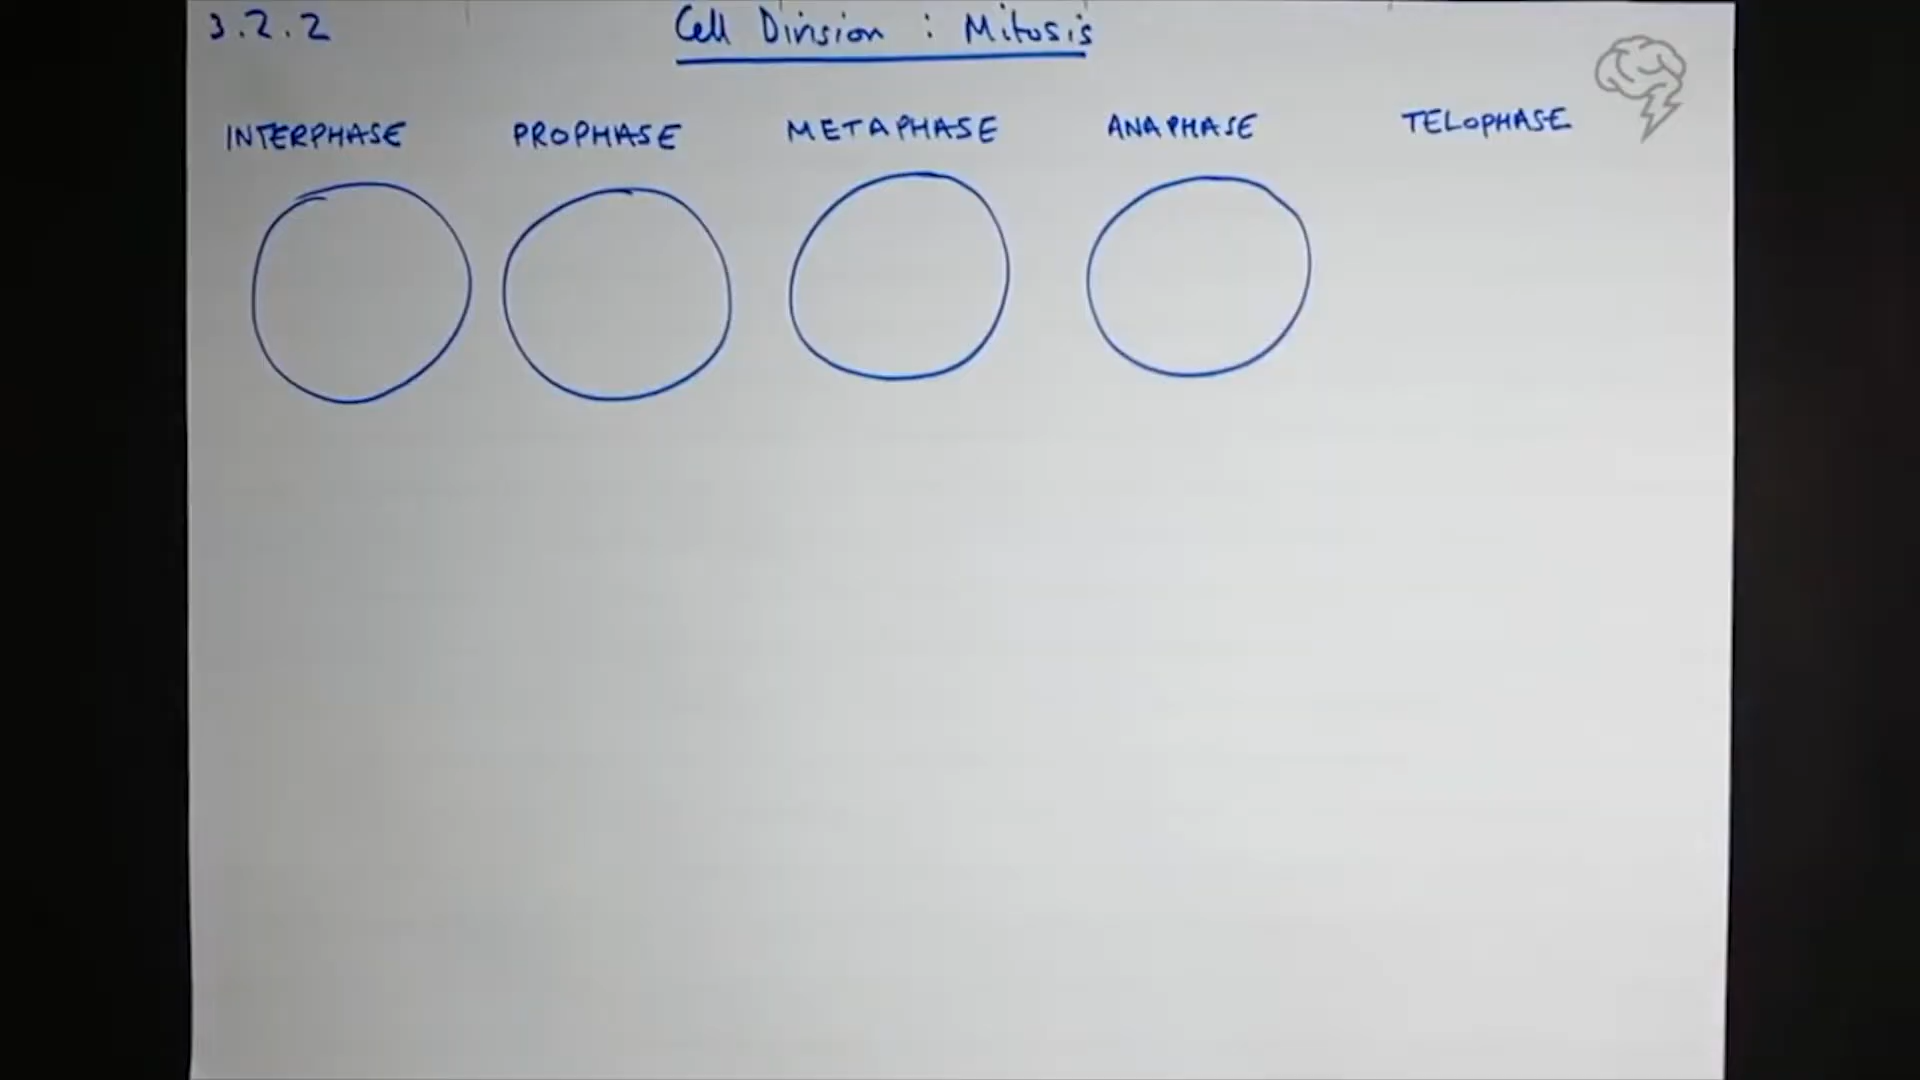 3.2.2
Cell Division : Mitosis
INTERPHASE
PROPHASE
METAPHASE
ANAPHASE
TELOPHASE